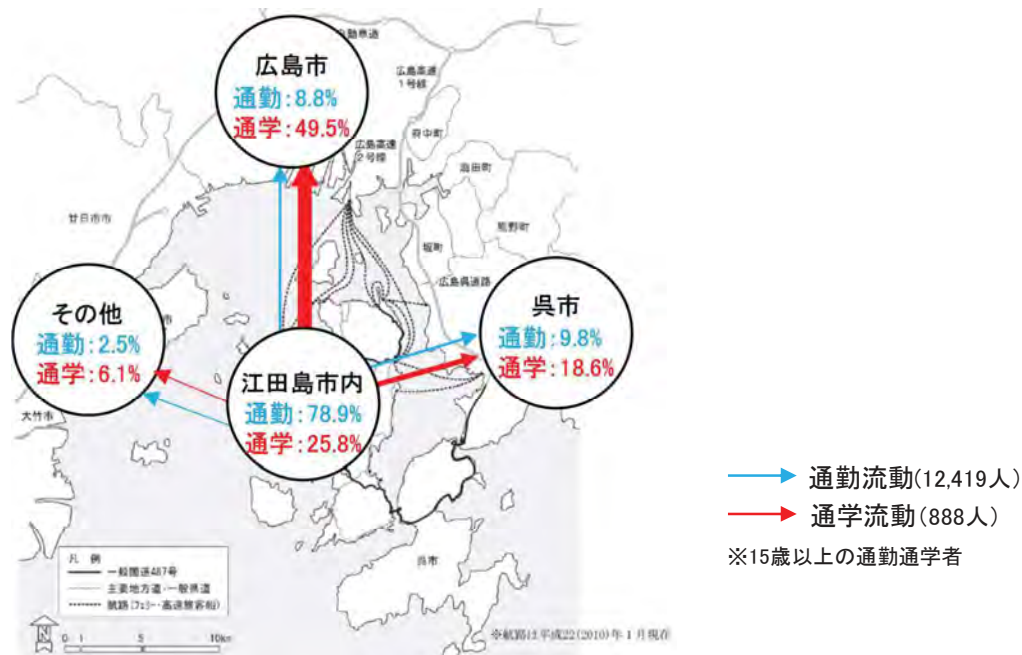 自動車道
広島市
通勤:8.8%
通学:49.5%
広島高速
1号線
府中町
広島高速
2号線
海田町
廿日市市
熊野町
坂町
広島呉道路
その他
通勤:2.5%
通学:6.1%
市
呉市
通勤:9.8%
通学:18.6%
江田島市内
通勤:78.9%
通学:25.8%
大竹市
通勤流動(12,419人)
通学流動(888人)
※15歳以上の通勤通学者
呉市
凡 例
一般国道487号
主要地方道・一般県道
航路(フェリー・高速旅客船)
N
0 1 5 10km
※航路は平成22(2010)年1月現在